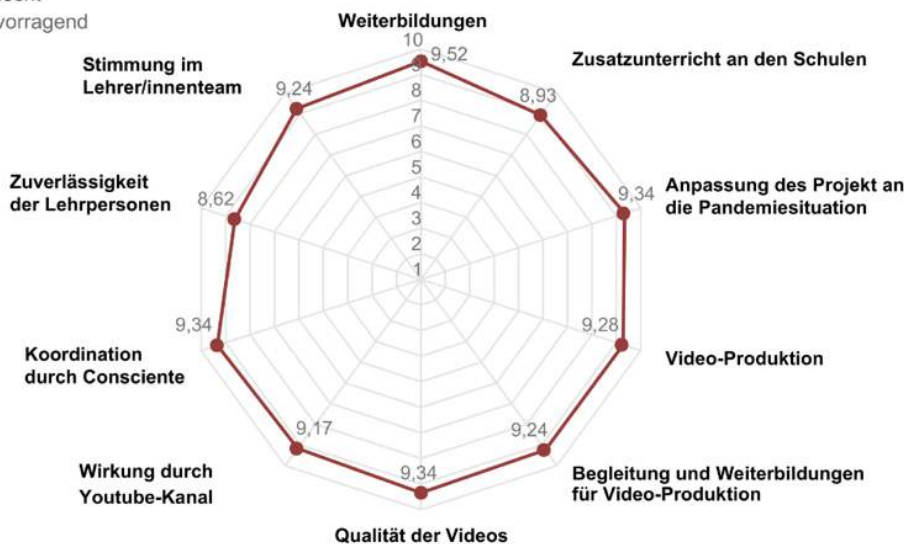 vorragend
Weiterbildungen
10
9,52
9
8
7
6
5
4
3
2
1
Zusatzunterricht an den Schulen
8,93
Anpassung des Projekt an
die Pandemiesituation
9,34
Video-Produktion
9,28
Begleitung und Weiterbildungen
für Video-Produktion
9,24
Qualität der Videos
9,34
Wirkung durch
Youtube-Kanal
9,17
Koordination
durch Consciente
9,34
Zuverlässigkeit
der Lehrpersonen
8,62
Stimmung im
Lehrer/innenteam
9,24